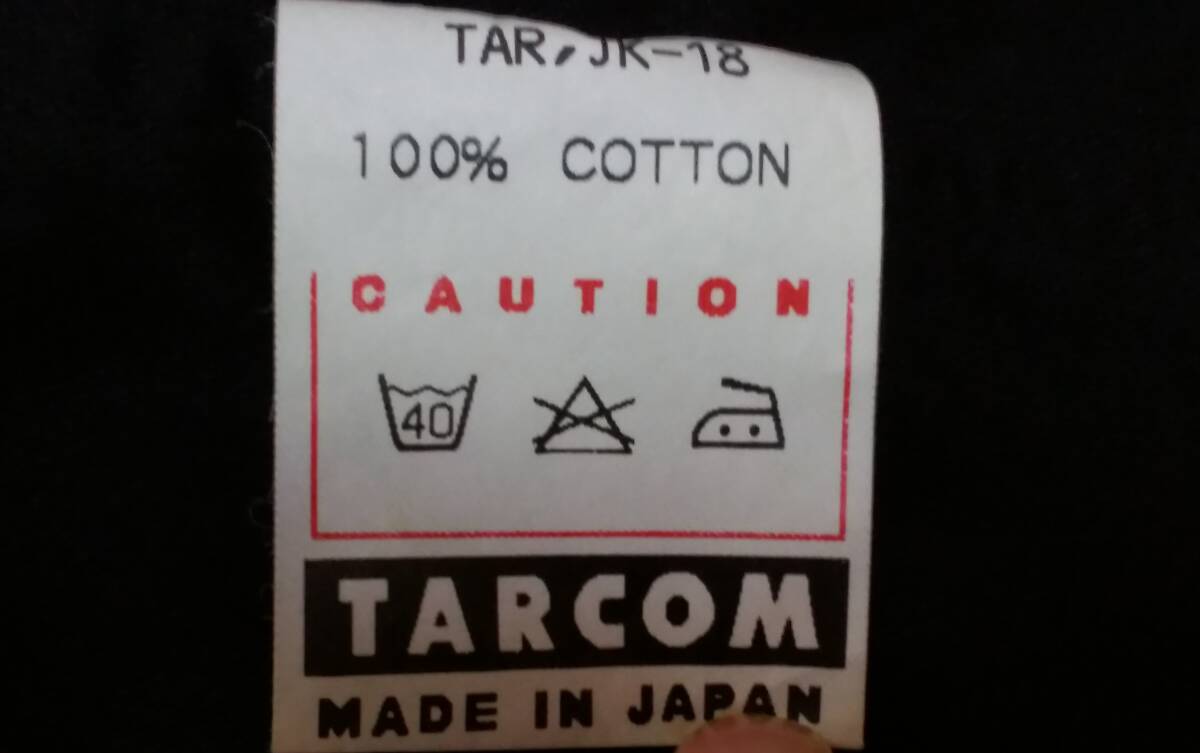 TAR,JK-18
100% COTTON
CAUTION
40
TARCOM
MADE IN JAPAN